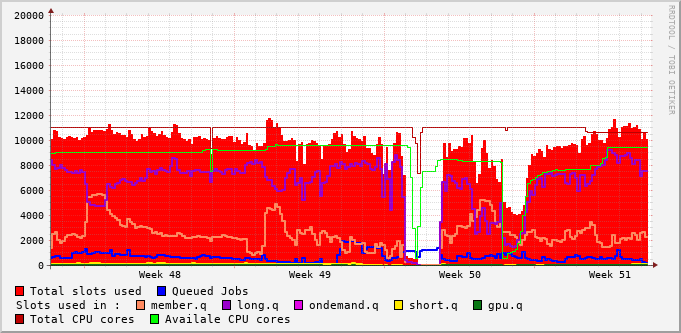 20000
18000
16000
14000
12000
10000
8000
6000
4000
2000
0
Week 48 Week 49 Week 50 Week 51
Total slots used Queued Jobs
Slots used in : member.q long.q ondemand.q short.q gpu.q
Total CPU cores Availale CPU cores
RRDTOOL / TOBI OETIKER